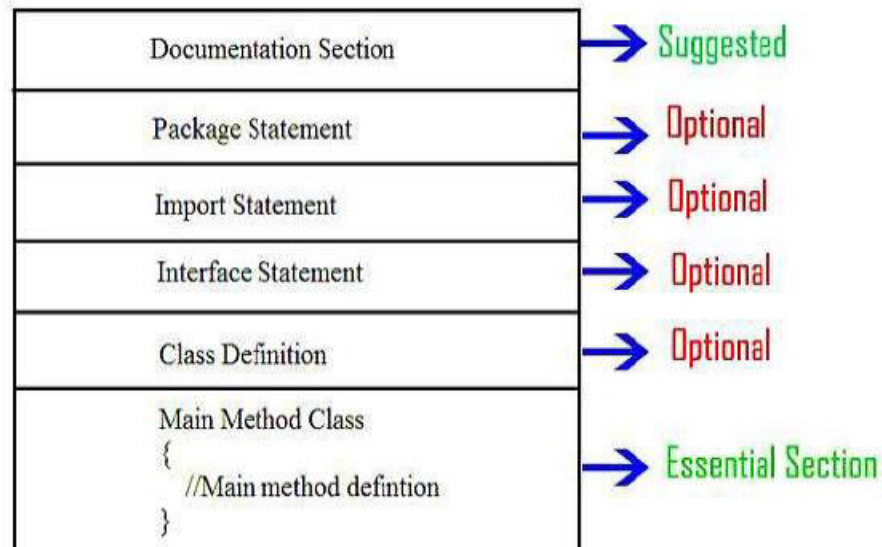 Documentation Section
Suggested
Package Statement
Optional
Import Statement
Optional
Interface Statement
Optional
Class Definition
Optional
Main Method Class
{
//Main method defintion
}
Essential Section